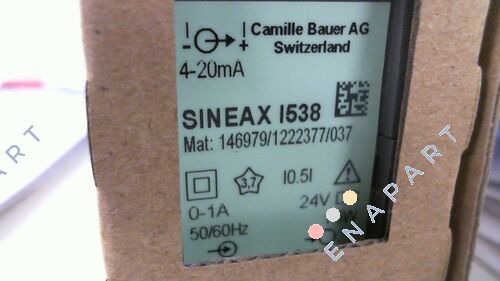 Camille Bauer AG
Switzerland
4-20mA
SINEAX I538
Mat: 146979/1222377/037
3,7
I0.5I
0-1A
24V
50/60Hz
ENAPART
ENAPART